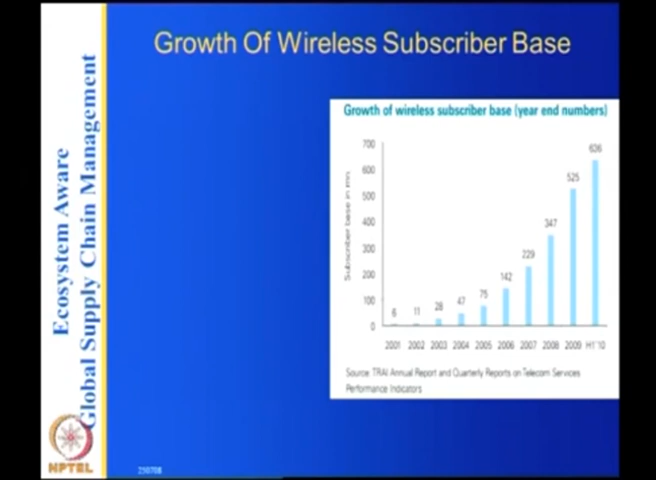 Growth Of Wireless Subscriber Base
Ecosystem Aware
Global Supply Chain Management
Growth of wireless subscriber base (year end numbers)
Subscriber base in mn
700
600
500
400
300
200
100
0
6
11
28
47
75
142
229
347
525
636
2001 2002 2003 2004 2005 2006 2007 2008 2009 H1'10
Source: TRAI Annual Report and Quarterly Reports on Telecom Services
Performance Indicators
NPTEL
250708